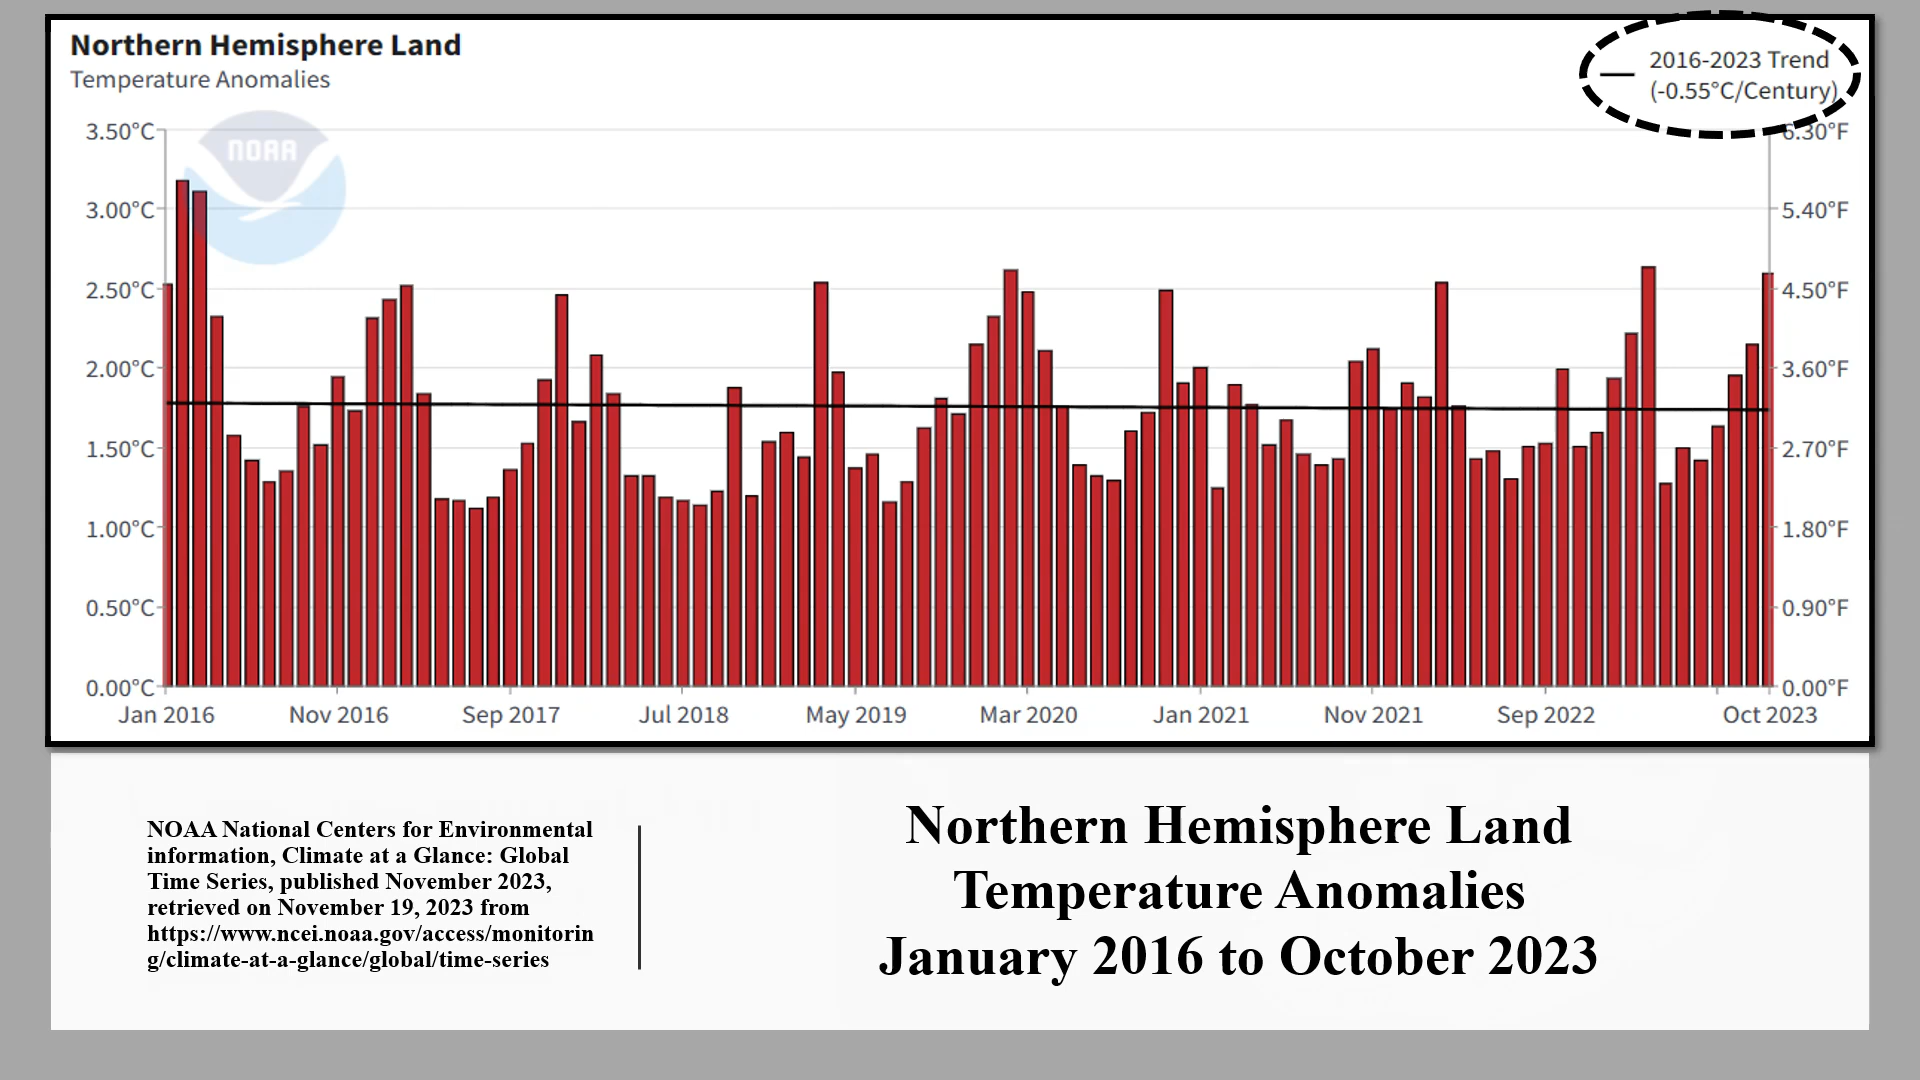 Northern Hemisphere Land
Temperature Anomalies
2016-2023 Trend
(-0.55°C/Century)
NOAA
3.50°C
3.00°C
2.50°C
2.00°C
1.50°C
1.00°C
0.50°C
0.00°C
6.30°F
5.40°F
4.50°F
3.60°F
2.70°F
1.80°F
0.90°F
0.00°F
Jan 2016
Nov 2016
Sep 2017
Jul 2018
May 2019
Mar 2020
Jan 2021
Nov 2021
Sep 2022
Oct 2023
NOAA National Centers for Environmental
information, Climate at a Glance: Global
Time Series, published November 2023,
retrieved on November 19, 2023 from
https://www.ncei.noaa.gov/access/monitorin
g/climate-at-a-glance/global/time-series
Northern Hemisphere Land
Temperature Anomalies
January 2016 to October 2023